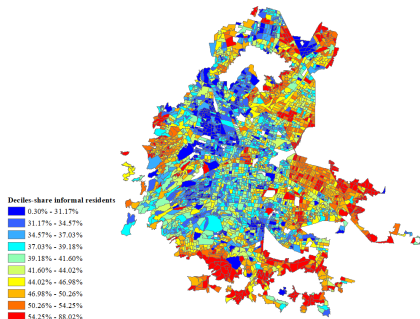 Deciles-share informal residents
0.30% - 31.17%
31.17% - 34.57%
34.57% - 37.03%
37.03% - 39.18%
39.18% - 41.60%
41.60% - 44.02%
44.02% - 46.98%
46.98% - 50.26%
50.26% - 54.25%
54.25% - 88.02%